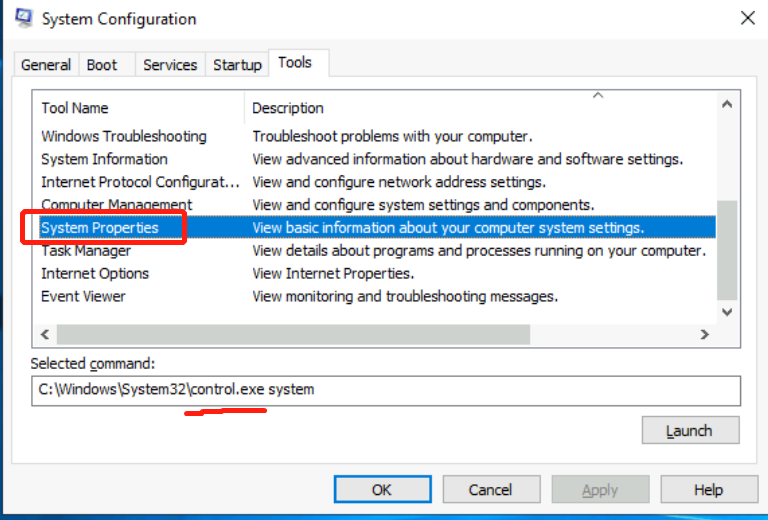 System Configuration
General Boot Services Startup Tools
Tool Name Description
Windows Troubleshooting Troubleshoot problems with your computer.
System Information View advanced information about hardware and software settings.
Internet Protocol Configurat... View and configure network address settings.
Computer Management View and configure system settings and components.
System Properties View basic information about your computer system settings.
Task Manager View details about programs and processes running on your computer.
Internet Options View Internet Properties.
Event Viewer View monitoring and troubleshooting messages.
Selected command:
C:\Windows\System32\control.exe system
Launch
OK Cancel Apply Help